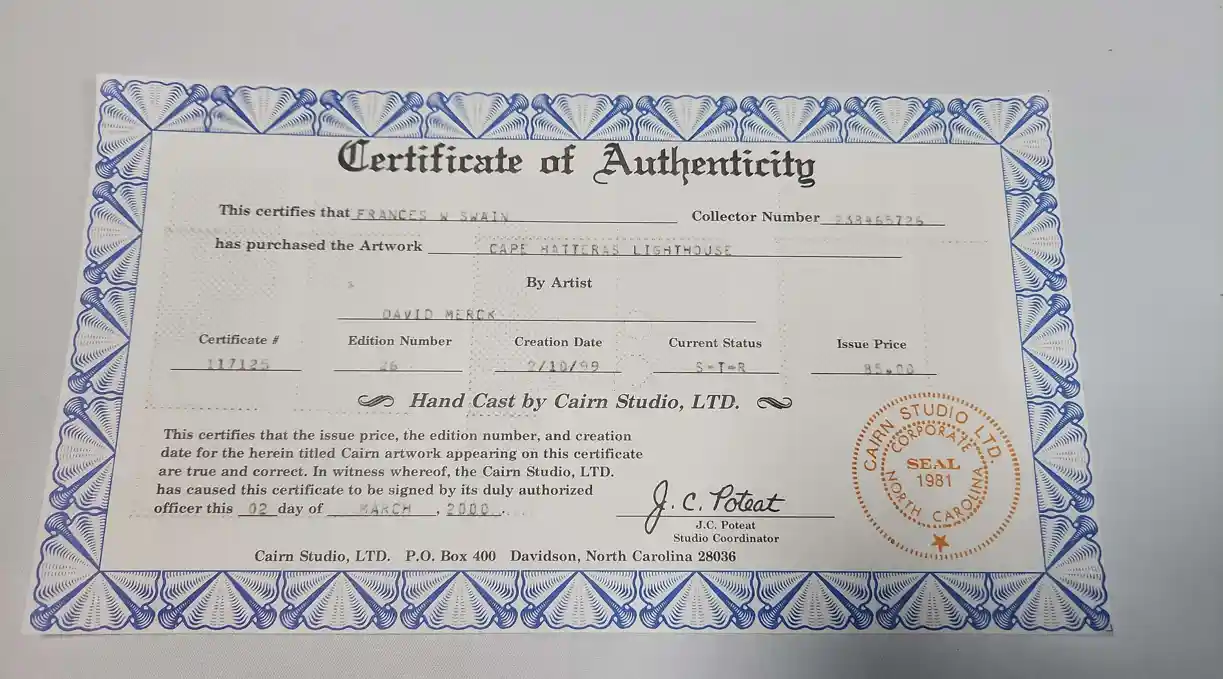 Certificate of Authenticity
This certifies that FRANCES W SWAIN Collector Number 238465726
has purchased the Artwork CAPE HATTERAS LIGHTHOUSE
By Artist
DAVID MERCK
Certificate # Edition Number Creation Date Current Status Issue Price
117125 26 2/10/99 S-T-R 85.00
Hand Cast by Cairn Studio, LTD.
This certifies that the issue price, the edition number, and creation
date for the herein titled Cairn artwork appearing on this certificate
are true and correct. In witness whereof, the Cairn Studio, LTD.
has caused this certificate to be signed by its duly authorized
officer this 02 day of MARCH, 2000.
J. C. Poteat
J.C. Poteat
Studio Coordinator
CAIRN STUDIO LTD.
CORPORATE
SEAL
1981
NORTH CAROLINA
Cairn Studio, LTD. P.O. Box 400 Davidson, North Carolina 28036